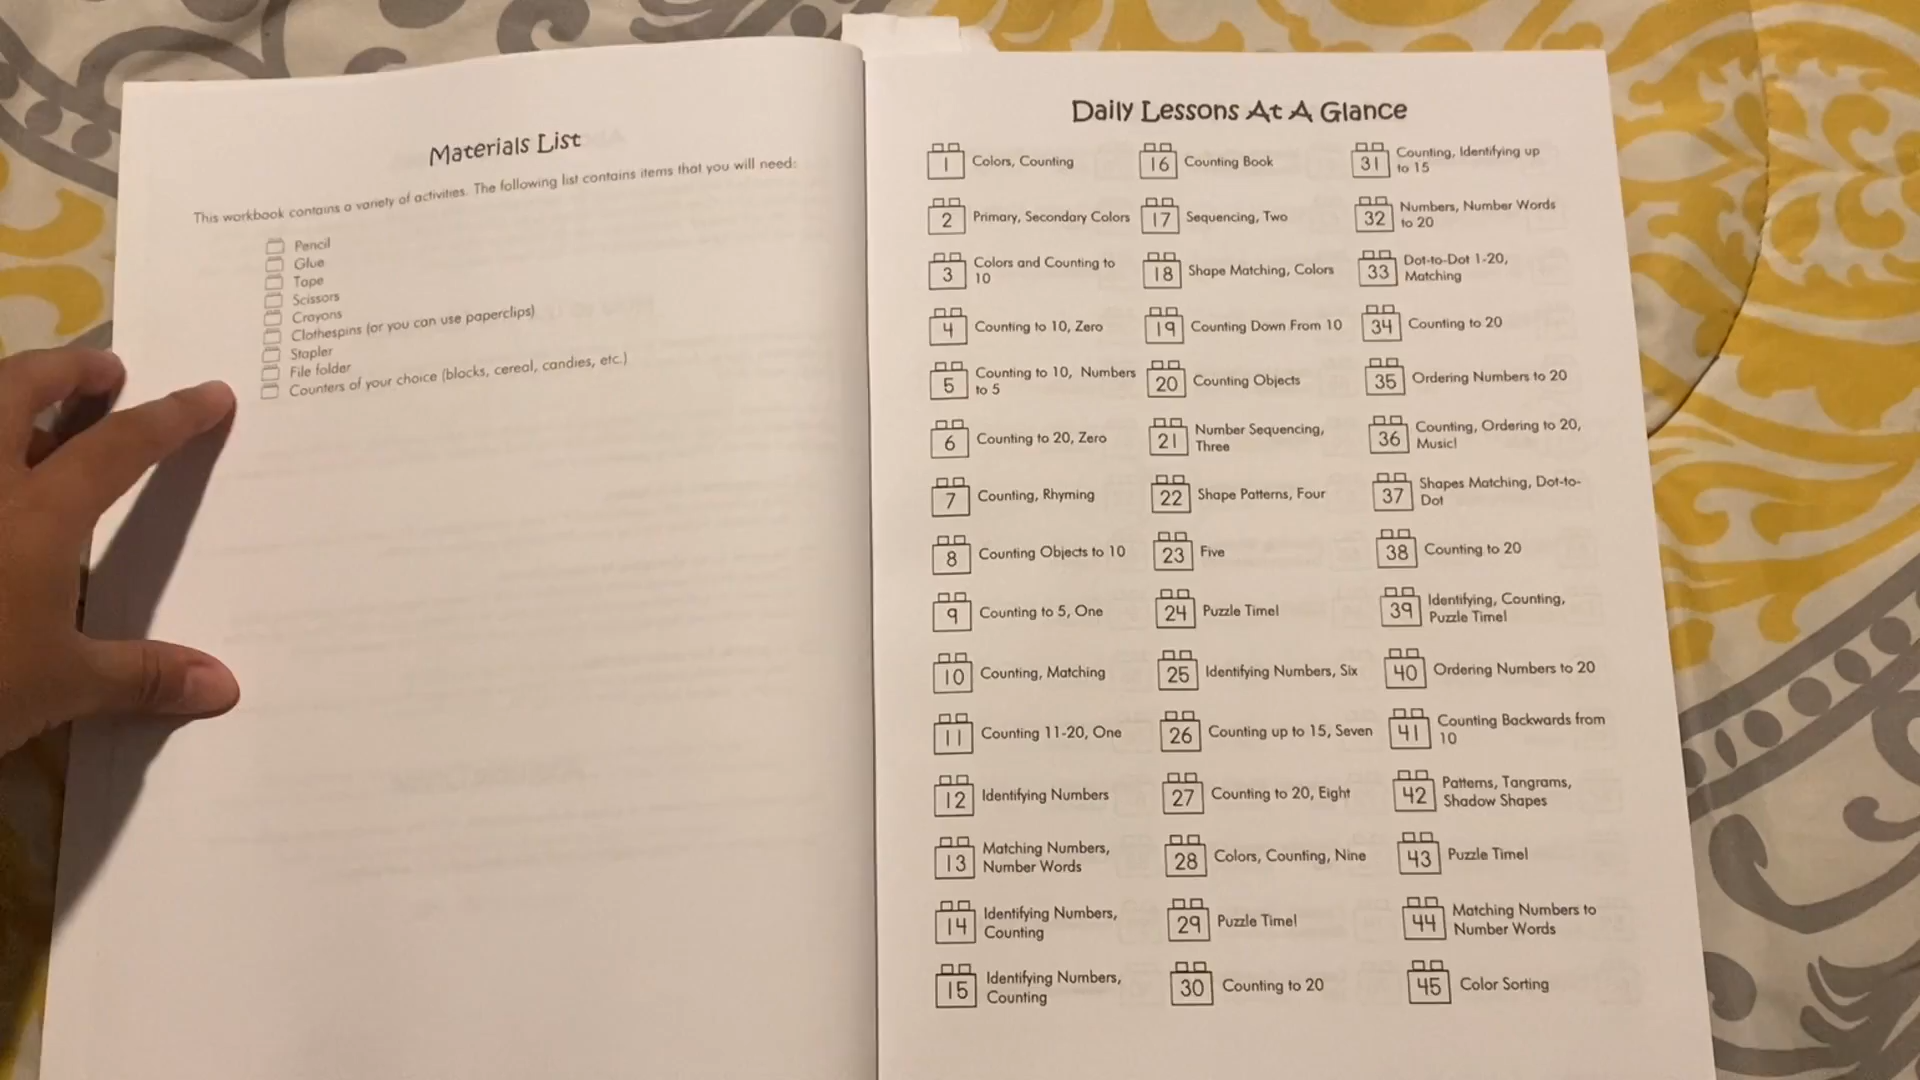 Materials List
This workbook contains a variety of activities. The following list contains items that you will need:
Pencil
Glue
Tape
Scissors
Crayons
Clothespins (or you can use paperclips)
Stapler
File folder
Counters of your choice (blocks, cereal, candies, etc.)
Daily Lessons At A Glance
1 Colors, Counting
2 Primary, Secondary Colors
3 Colors and Counting to
10
4 Counting to 10, Zero
5 Counting to 10, Numbers
to 5
6 Counting to 20, Zero
7 Counting, Rhyming
8 Counting Objects to 10
9 Counting to 5, One
10 Counting, Matching
11 Counting 11-20, One
12 Identifying Numbers
13 Matching Numbers,
Number Words
14 Identifying Numbers,
Counting
15 Identifying Numbers,
Counting
16 Counting Book
17 Sequencing, Two
18 Shape Matching, Colors
19 Counting Down From 10
20 Counting Objects
21 Number Sequencing,
Three
22 Shape Patterns, Four
23 Five
24 Puzzle Time!
25 Identifying Numbers, Six
26 Counting up to 15, Seven
27 Counting to 20, Eight
28 Colors, Counting, Nine
29 Puzzle Time!
30 Counting to 20
31 Counting, Identifying up
to 15
32 Numbers, Number Words
to 20
33 Dot-to-Dot 1-20,
Matching
34 Counting to 20
35 Ordering Numbers to 20
36 Counting, Ordering to 20,
Music!
37 Shapes Matching, Dot-to-
Dot
38 Counting to 20
39 Identifying, Counting,
Puzzle Time!
40 Ordering Numbers to 20
41 Counting Backwards from
10
42 Patterns, Tangrams,
Shadow Shapes
43 Puzzle Time!
44 Matching Numbers to
Number Words
45 Color Sorting